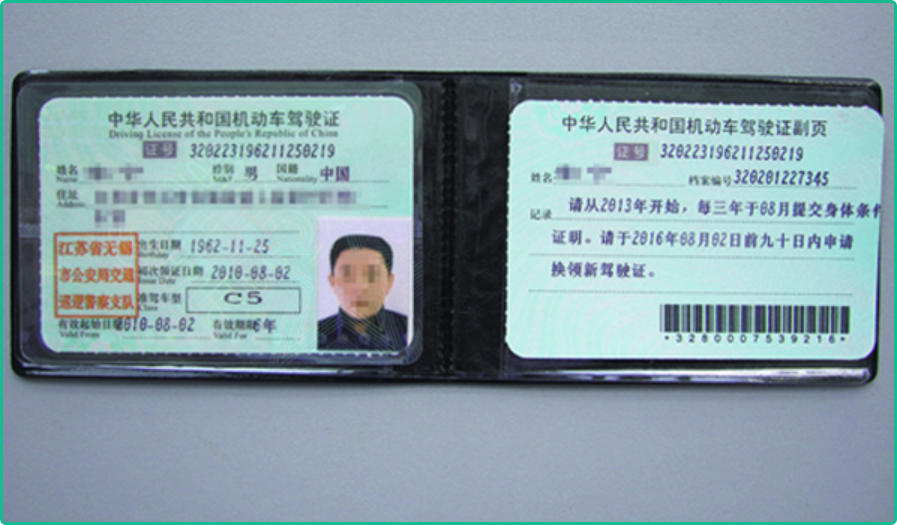 中华人民共和国机动车驾驶证
Driving License of the People's Republic of China
证号 320223196211250219
姓名
Name
性别 男
国籍 中国
Nationality
住址
Address
江苏省无锡
市公安局交通
巡逻警察支队
出生日期 1962-11-25
Birthday
初次领证日期 2010-08-02
Issue Date
准驾车型 C5
Class
有效起始日期 2010-08-02 有效期限 6年
Valid From Valid For
中华人民共和国机动车驾驶证副页
证号 320223196211250219
姓名 档案编号 320201227345
记录 请从2013年开始，每三年于08月提交身体条件
证明。请于2016年08月02日前九十日内申请
换领新驾驶证。
*3280007539216*